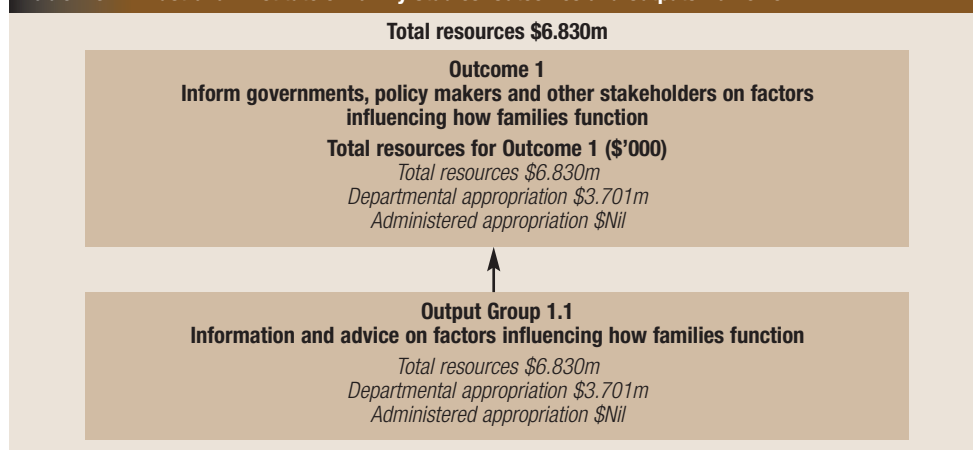 Total resources $6.830m
Outcome 1
Inform governments, policy makers and other stakeholders on factors
influencing how families function
Total resources for Outcome 1 ($’000)
Total resources $6.830m
Departmental appropriation $3.701m
Administered appropriation $Nil
Output Group 1.1
Information and advice on factors influencing how families function
Total resources $6.830m
Departmental appropriation $3.701m
Administered appropriation $Nil